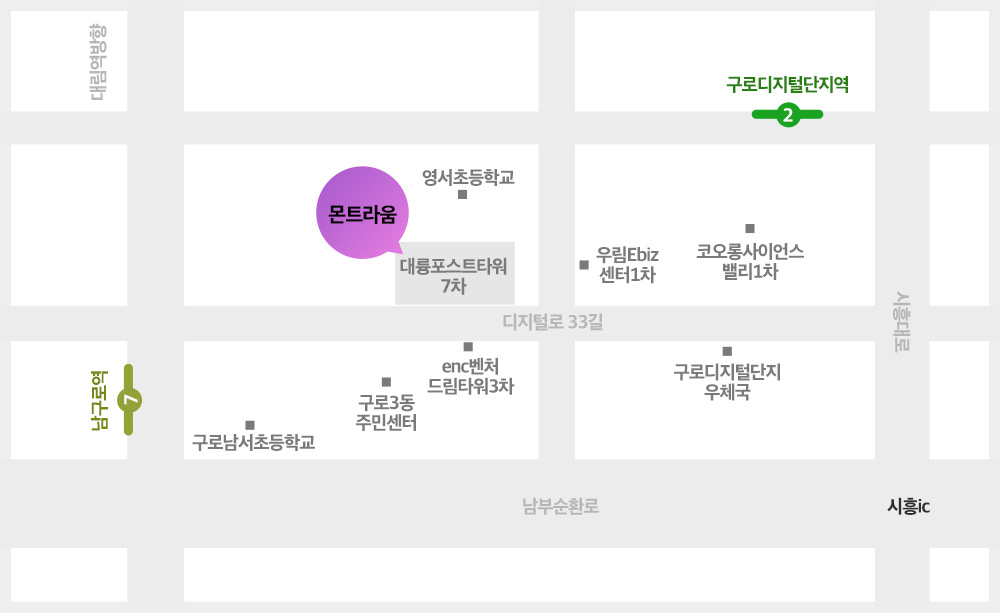 대림역방향
구로디지털단지역
2
영서초등학교
몬트라움
대륭포스트타워
7차
우림Ebiz
센터1차
코오롱사이언스
밸리1차
디지털로 33길
시흥대로
enc벤처
드림타워3차
구로디지털단지
우체국
남구로역
7
구로3동
주민센터
구로남서초등학교
남부순환로
시흥ic